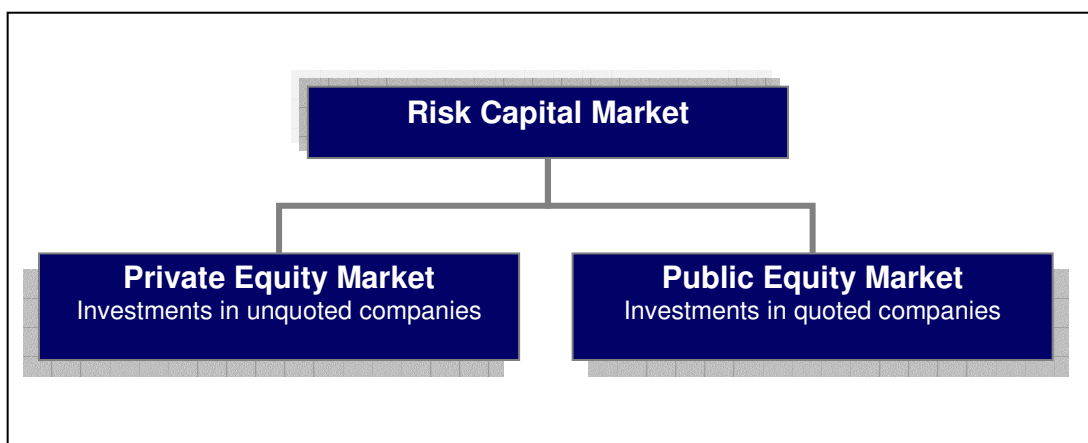 Risk Capital Market
Private Equity Market
Investments in unquoted companies
Public Equity Market
Investments in quoted companies